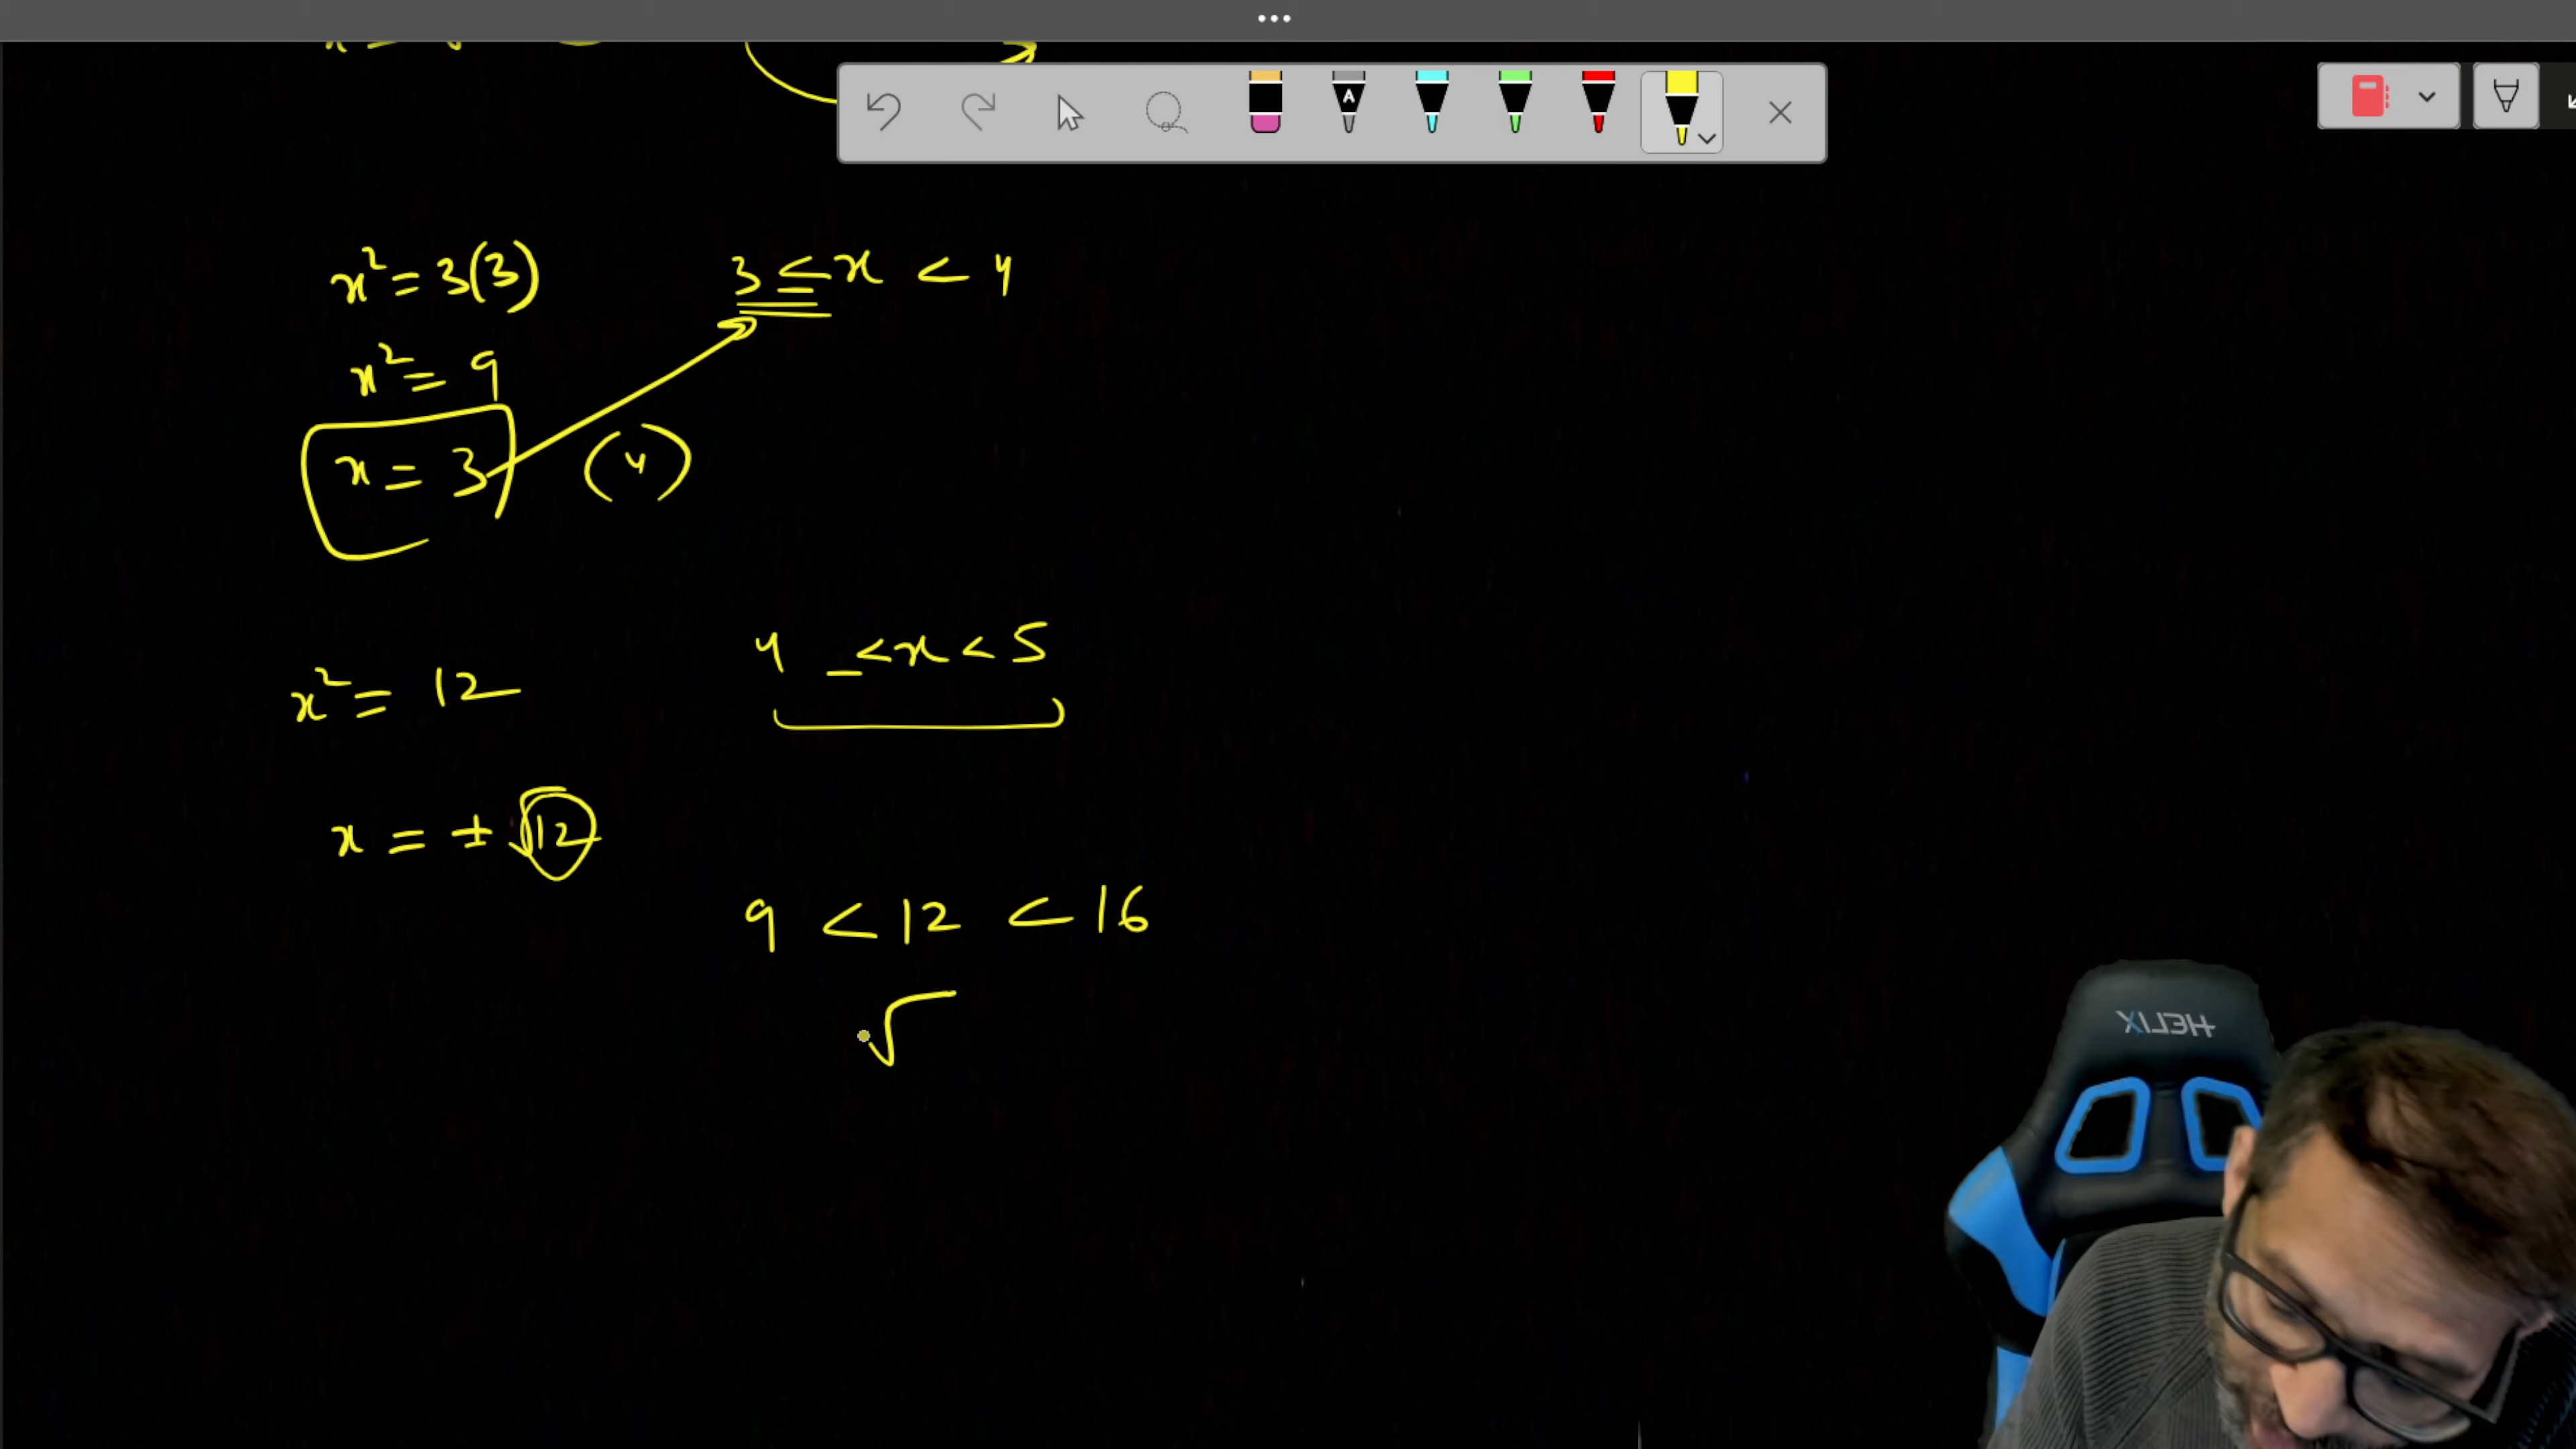 x² = 3(3)
3 ≤ x < 4
x² = 9
x = 3
(4)
4 ≤ x < 5
x² = 12
x = ± √12
9 < 12 < 16
√
HELIX
A